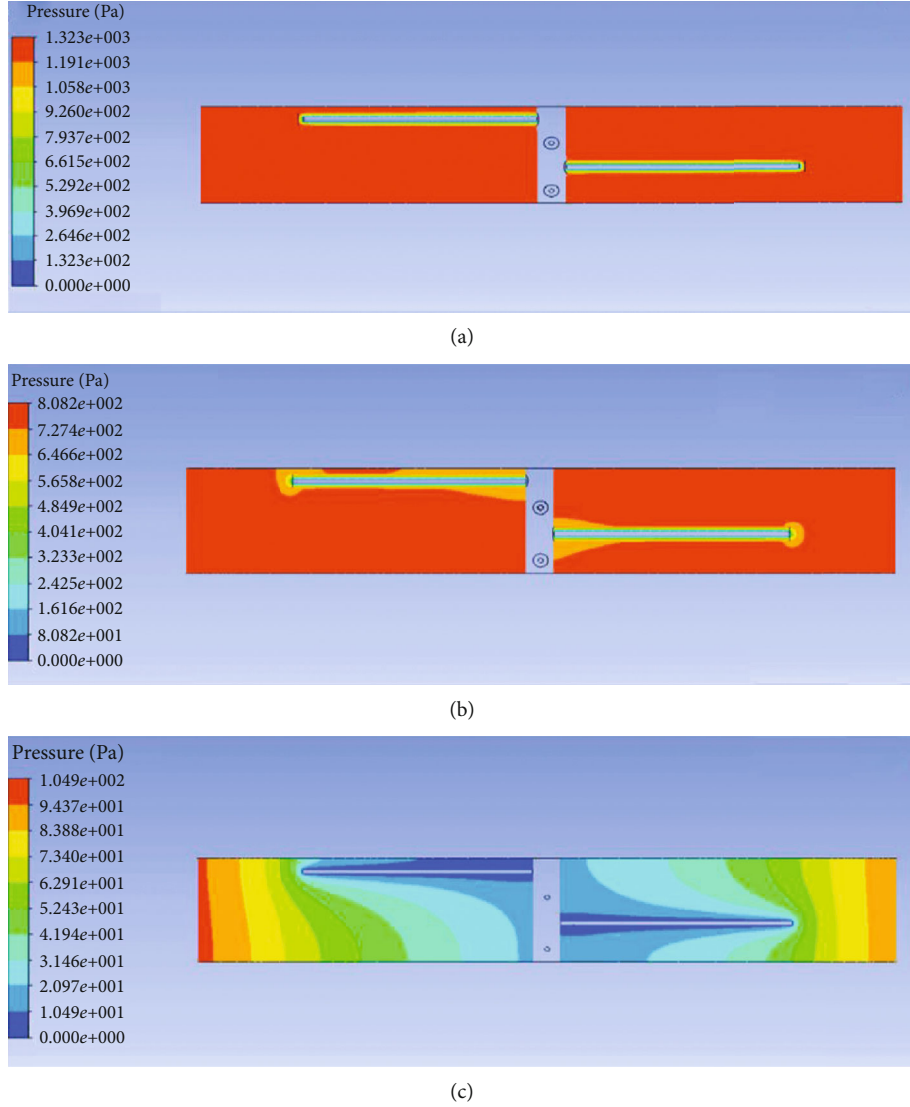 Pressure (Pa)
1.323e+003
1.191e+003
1.058e+003
9.260e+002
7.937e+002
6.615e+002
5.292e+002
3.969e+002
2.646e+002
1.323e+002
0.000e+000
(a)
Pressure (Pa)
8.082e+002
7.274e+002
6.466e+002
5.658e+002
4.849e+002
4.041e+002
3.233e+002
2.425e+002
1.616e+002
8.082e+001
0.000e+000
(b)
Pressure (Pa)
1.049e+002
9.437e+001
8.388e+001
7.340e+001
6.291e+001
5.243e+001
4.194e+001
3.146e+001
2.097e+001
1.049e+001
0.000e+000
(c)